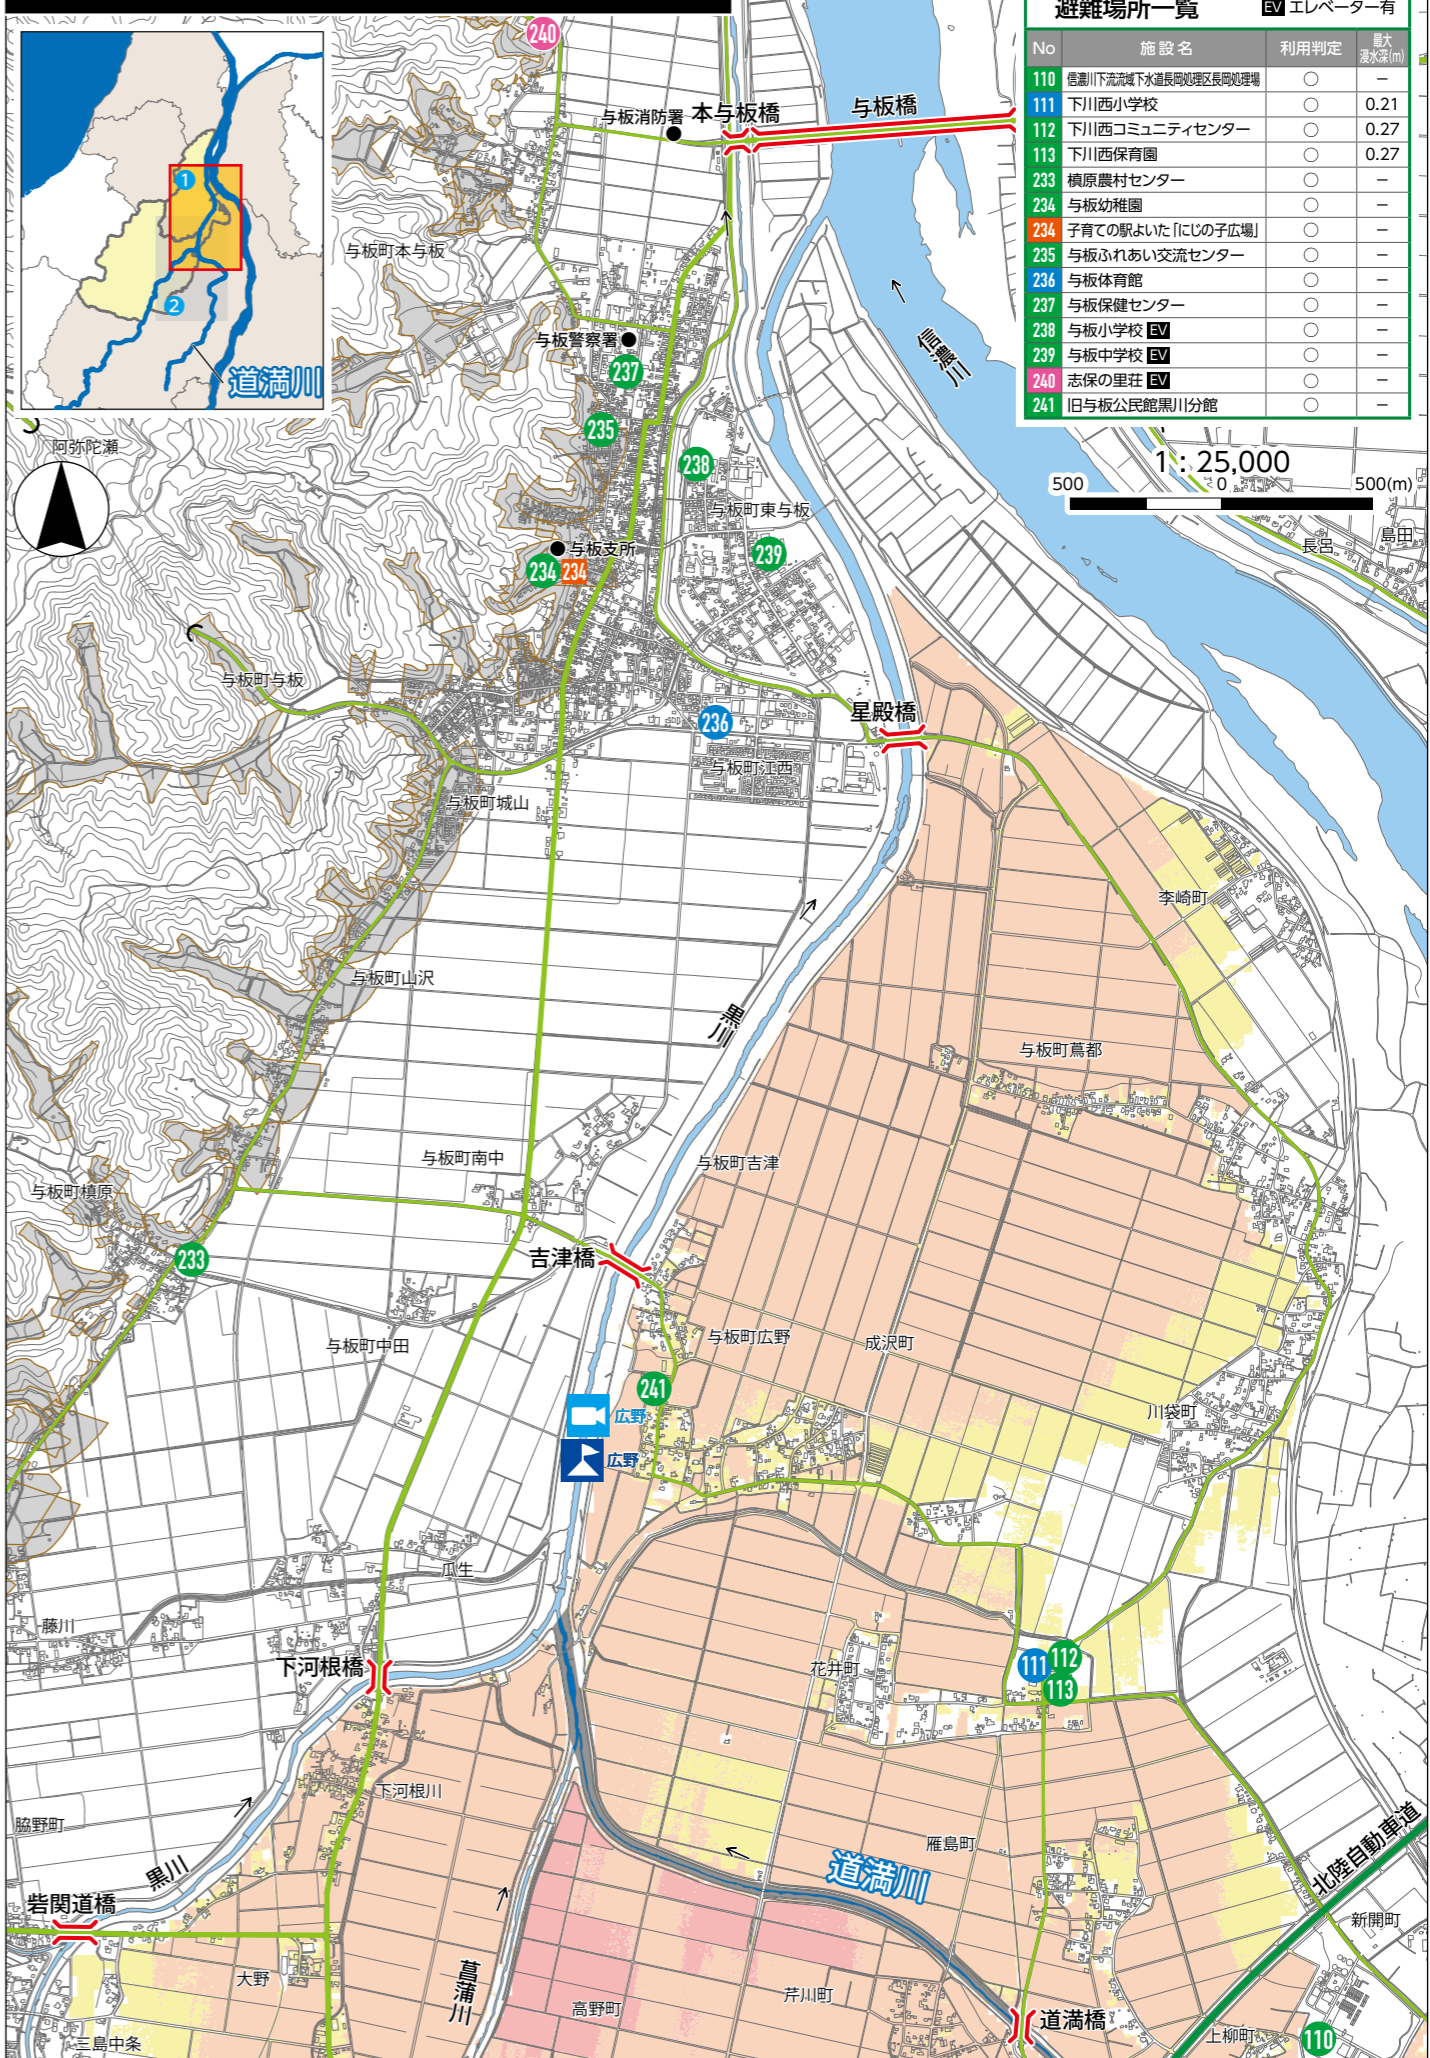 避難場所一覧 EV エレベーター有
No 施設名 利用判定 最大浸水深(m)
110 信濃川下流流域下水道長岡処理区長岡処理場 ○ −
111 下川西小学校 ○ 0.21
112 下川西コミュニティセンター ○ 0.27
113 下川西保育園 ○ 0.27
233 槙原農村センター ○ −
234 与板幼稚園 ○ −
234 子育ての駅よいた「にじの子広場」 ○ −
235 与板ふれあい交流センター ○ −
236 与板体育館 ○ −
237 与板保健センター ○ −
238 与板小学校 EV ○ −
239 与板中学校 EV ○ −
240 志保の里荘 EV ○ −
241 旧与板公民館黒川分館 ○ −
1
2
道満川
240
与板消防署
本与板橋
与板橋
与板町本与板
信濃川
与板警察署
237
235
阿弥陀瀬
238
1 : 25,000
500 0 500(m)
与板町東与板
島田
長呂
与板支所
239
234
234
与板町与板
星殿橋
236
与板町江西
与板町城山
李崎町
与板町山沢
黒川
与板町蔦都
与板町南中
与板町吉津
与板町槙原
233
吉津橋
与板町中田
与板町広野
成沢町
241
広野
川袋町
広野
瓜生
藤川
下河根橋
花井町
111
112
113
下河根川
脇野町
雁島町
道満川
北陸自動車道
黒川
砦関道橋
新開町
大野
菖蒲川
高野町
芹川町
道満橋
三島中条
上柳町
110